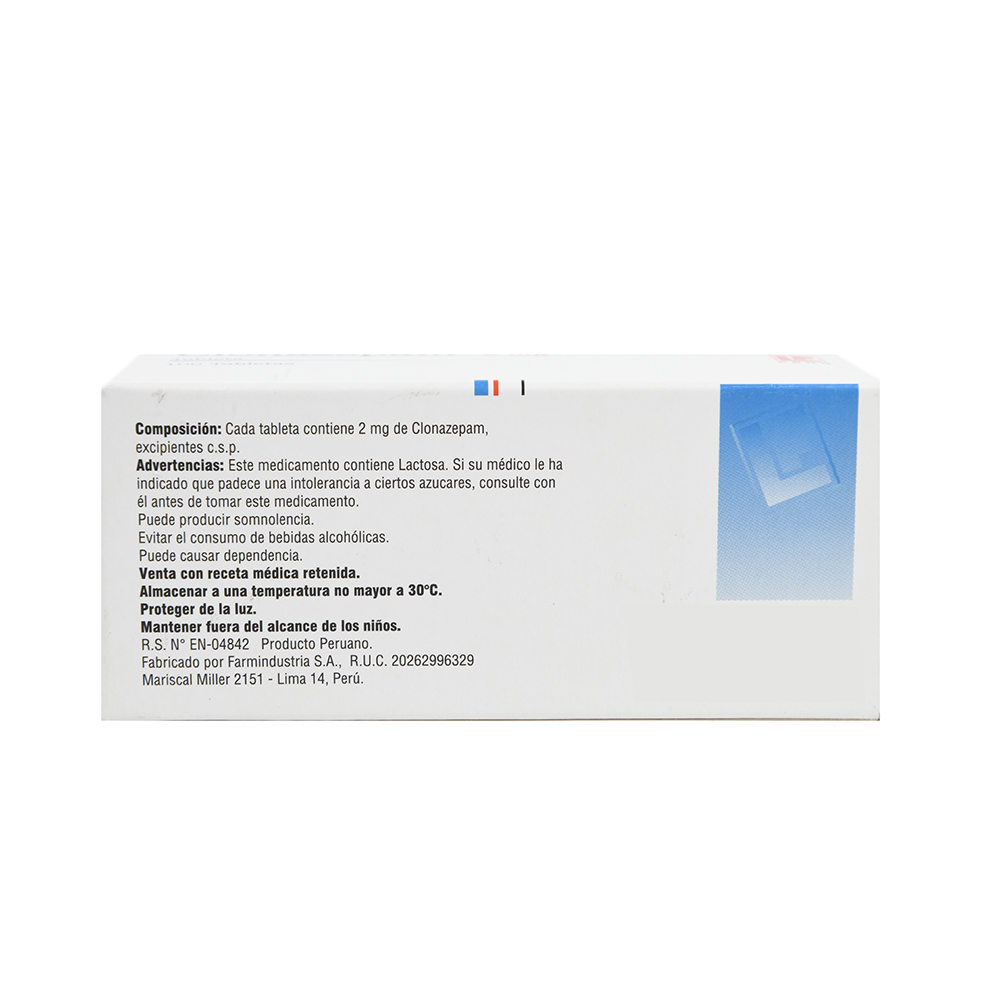 Composición: Cada tableta contiene 2 mg de Clonazepam,
excipientes c.s.p.
Advertencias: Este medicamento contiene Lactosa. Si su médico le ha
indicado que padece una intolerancia a ciertos azucares, consulte con
él antes de tomar este medicamento.
Puede producir somnolencia.
Evitar el consumo de bebidas alcohólicas.
Puede causar dependencia.
Venta con receta médica retenida.
Almacenar a una temperatura no mayor a 30°C.
Proteger de la luz.
Mantener fuera del alcance de los niños.
R.S. N° EN-04842 Producto Peruano.
Fabricado por Farmindustria S.A., R.U.C. 20262996329
Mariscal Miller 2151 - Lima 14, Perú.